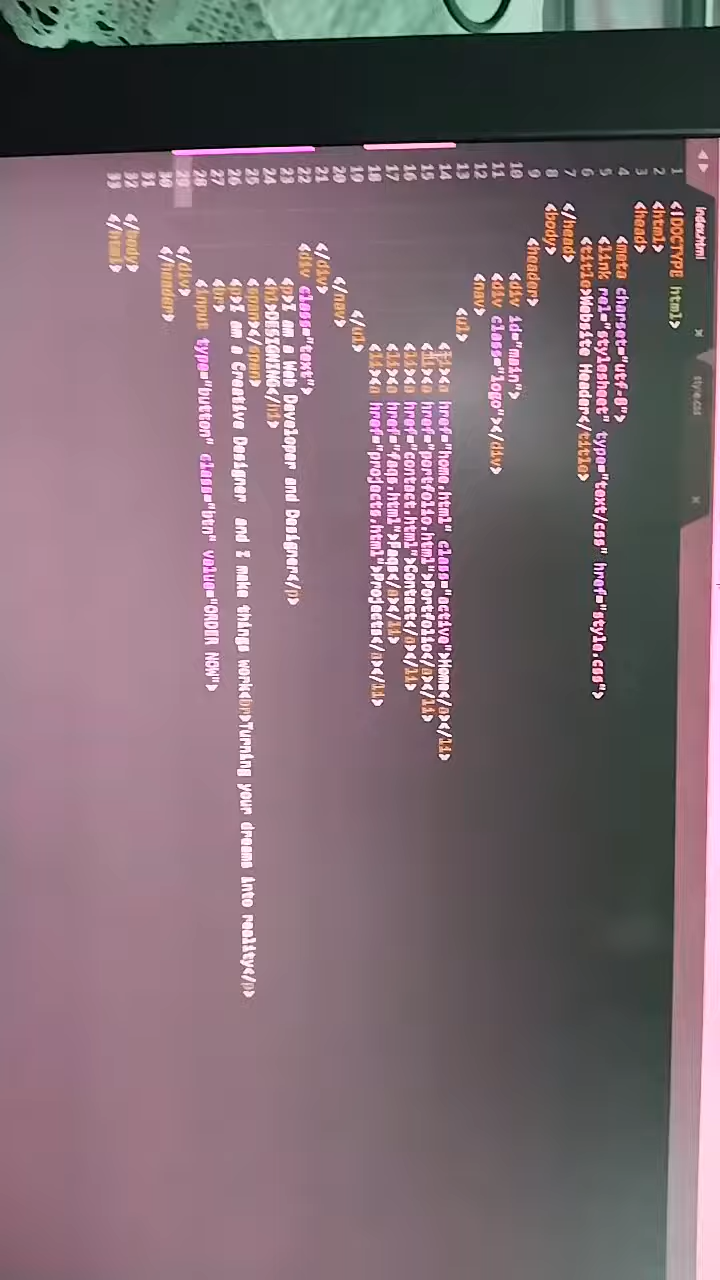 index.html × style.css ×
1 <!DOCTYPE html>
2 <html>
3 <head>
4 <meta charset="utf-8">
5 <link rel="stylesheet" type="text/css" href="style.css">
6 <title>Website Header</title>
7 </head>
8 <body>
9 <header>
10 <div id="main">
11 <div class="logo"></div>
12 <nav>
13 <ul>
14 <li><a href="home.html" class="active">Home</a></li>
15 <li><a href="portfolio.html">Portfolio</a></li>
16 <li><a href="contact.html">Contact</a></li>
17 <li><a href="faqs.html">Faqs</a></li>
18 <li><a href="projects.html">Projects</a></li>
19 </ul>
20 </nav>
21 </div>
22 <div class="text">
23 <p>I am a Web Developer and Designer</p>
24 <h1>DESIGNING</h1>
25 <span></span>
26 <p>I am a Creative Designer and I make things work<br>Turning your dreams into reality</p>
27 <br>
28 <input type="button" class="btn" value="ORDER NOW">
29 </div>
30 </header>
31
32 </body>
33 </html>